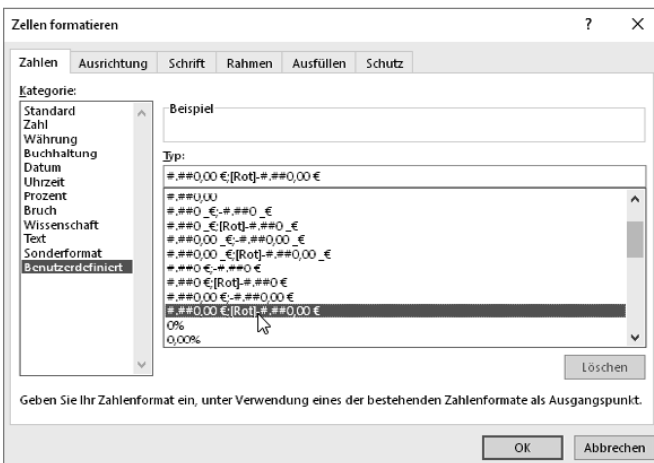 Zellen formatieren ? ✕
Zahlen Ausrichtung Schrift Rahmen Ausfüllen Schutz
Kategorie:
Standard
Zahl
Währung
Buchhaltung
Datum
Uhrzeit
Prozent
Bruch
Wissenschaft
Text
Sonderformat
Benutzerdefiniert
Beispiel
Typ:
#.##0,00 €;[Rot]-#.##0,00 €
#.##0,00
#.##0 _€;-#.##0 _€
#.##0 _€;[Rot]-#.##0 _€
#.##0,00 _€;-#.##0,00 _€
#.##0,00 _€;[Rot]-#.##0,00 _€
#.##0 €;-#.##0 €
#.##0 €;[Rot]-#.##0 €
#.##0,00 €;-#.##0,00 €
#.##0,00 €;[Rot]-#.##0,00 €
0%
0,00%
Löschen
Geben Sie Ihr Zahlenformat ein, unter Verwendung eines der bestehenden Zahlenformate als Ausgangspunkt.
OK Abbrechen